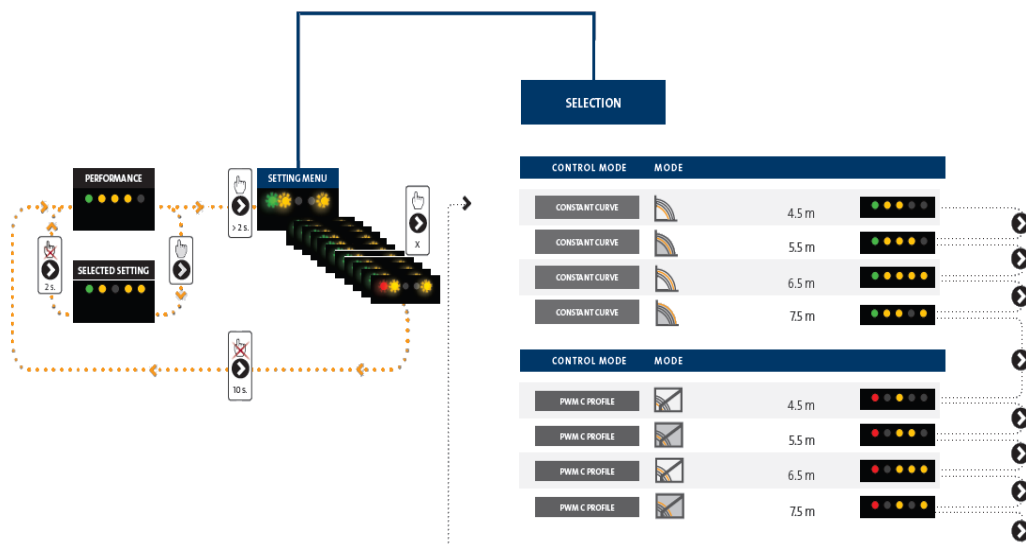 SELECTION
PERFORMANCE
SETTING MENU
> 2 s.
X
SELECTED SETTING
2 s.
10 s.
CONTROL MODE MODE
CONSTANT CURVE 4.5 m
CONSTANT CURVE 5.5 m
CONSTANT CURVE 6.5 m
CONSTANT CURVE 7.5 m
CONTROL MODE MODE
PWM C PROFILE 4.5 m
PWM C PROFILE 5.5 m
PWM C PROFILE 6.5 m
PWM C PROFILE 7.5 m